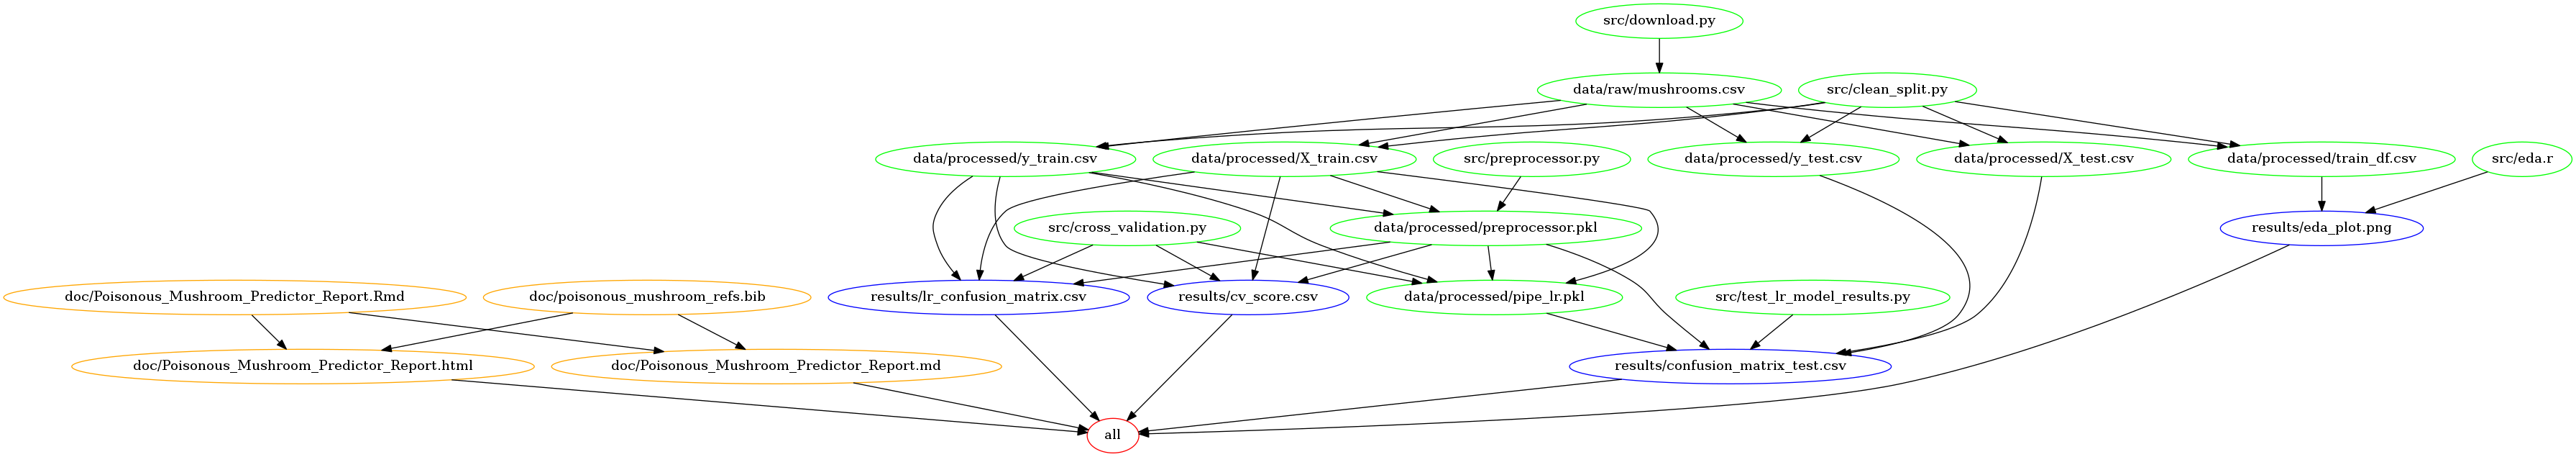 src/download.py
data/raw/mushrooms.csv
src/clean_split.py
data/processed/y_train.csv
data/processed/X_train.csv
src/preprocessor.py
data/processed/y_test.csv
data/processed/X_test.csv
data/processed/train_df.csv
src/eda.r
src/cross_validation.py
data/processed/preprocessor.pkl
results/eda_plot.png
doc/Poisonous_Mushroom_Predictor_Report.Rmd
doc/poisonous_mushroom_refs.bib
results/lr_confusion_matrix.csv
results/cv_score.csv
data/processed/pipe_lr.pkl
src/test_lr_model_results.py
doc/Poisonous_Mushroom_Predictor_Report.html
doc/Poisonous_Mushroom_Predictor_Report.md
results/confusion_matrix_test.csv
all